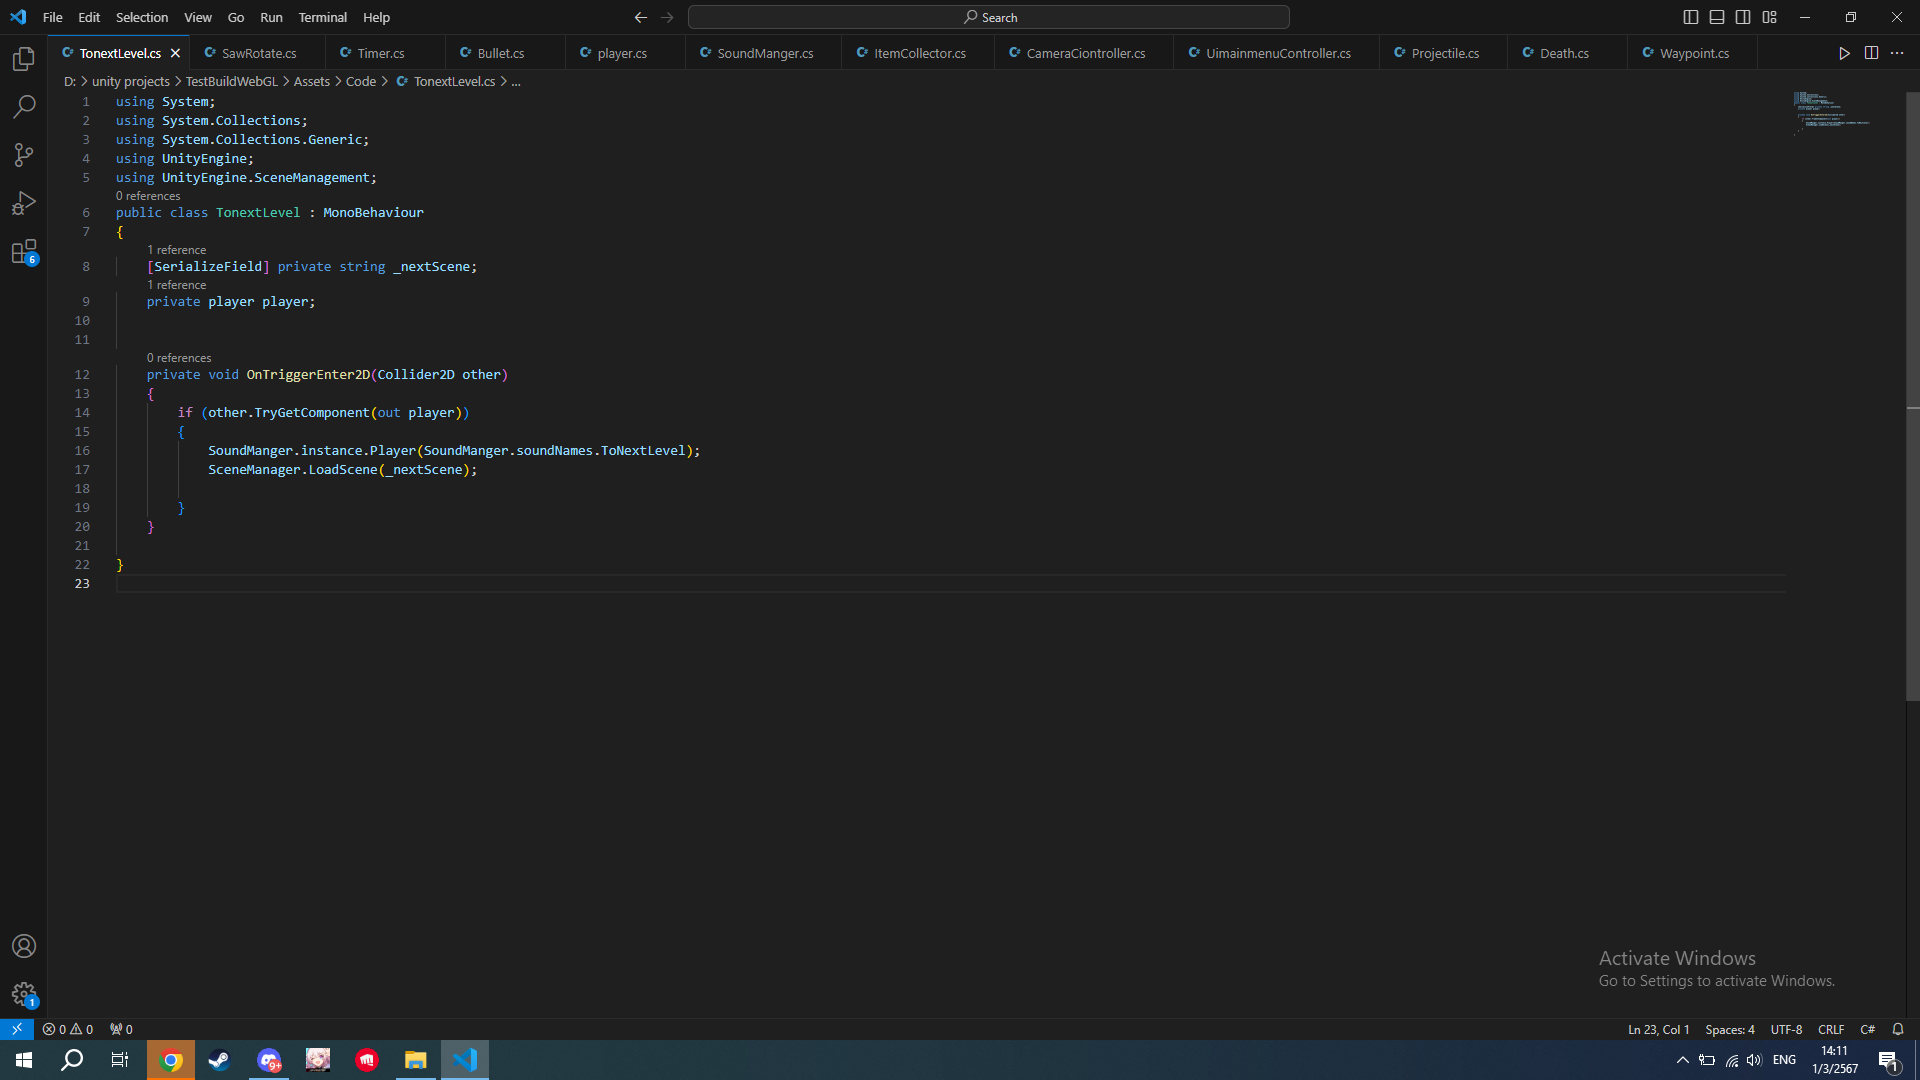 File Edit Selection View Go Run Terminal Help Search
TonextLevel.cs SawRotate.cs Timer.cs Bullet.cs player.cs SoundManger.cs ItemCollector.cs CameraCiontroller.cs UimainmenuController.cs Projectile.cs Death.cs Waypoint.cs
D: > unity projects > TestBuildWebGL > Assets > Code > TonextLevel.cs > ...
1 using System;
2 using System.Collections;
3 using System.Collections.Generic;
4 using UnityEngine;
5 using UnityEngine.SceneManagement;
0 references
6 public class TonextLevel : MonoBehaviour
7 {
1 reference
8 [SerializeField] private string _nextScene;
1 reference
9 private player player;
10
11
0 references
12 private void OnTriggerEnter2D(Collider2D other)
13 {
14 if (other.TryGetComponent(out player))
15 {
16 SoundManger.instance.Player(SoundManger.soundNames.ToNextLevel);
17 SceneManager.LoadScene(_nextScene);
18
19 }
20 }
21
22 }
23
6
Activate Windows
Go to Settings to activate Windows.
1
0 0 0 Ln 23, Col 1 Spaces: 4 UTF-8 CRLF C#
9+ ENG 14:11
1/3/2567 1